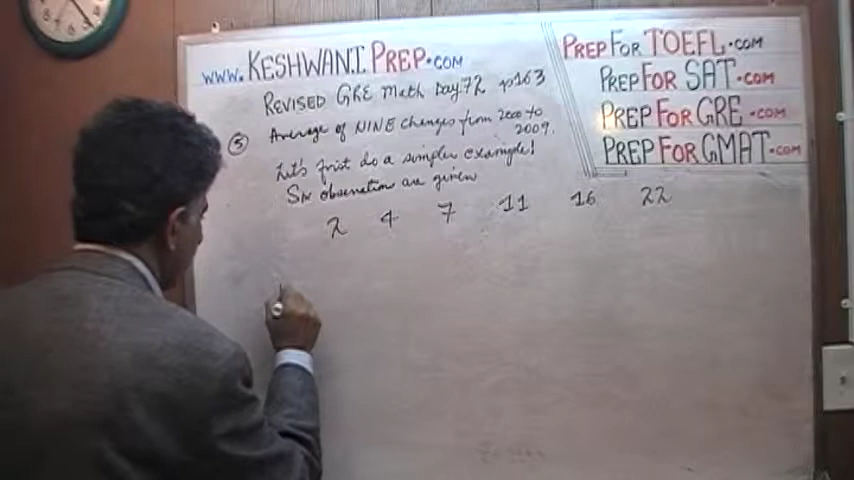 www.KESHWANI PREP.COM
REVISED GRE Math Day 72 p163
5 Average of NINE Changes from 2000 to
2009.
Let's first do a simpler example!
Six observations are given
2 4 7 11 16 22
PREP FOR TOEFL.COM
PREP FOR SAT.COM
PREP FOR GRE.COM
PREP FOR GMAT.COM